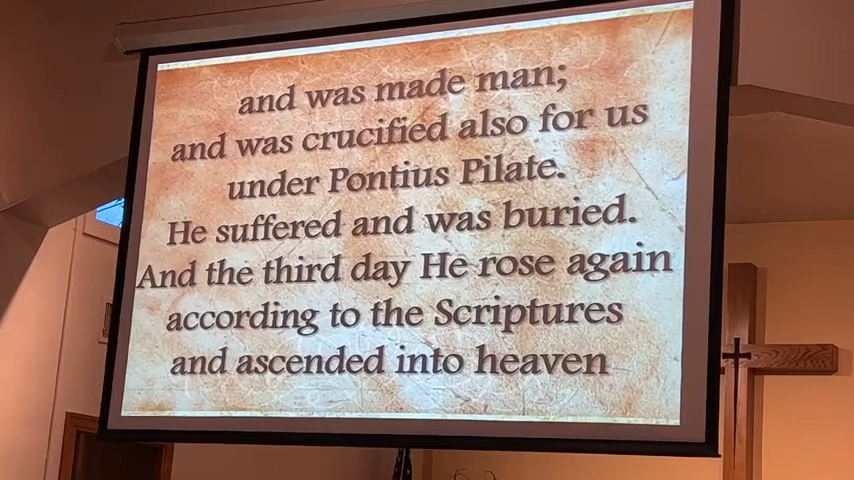 and was made man;
and was crucified also for us
under Pontius Pilate.
He suffered and was buried.
And the third day He rose again
according to the Scriptures
and ascended into heaven